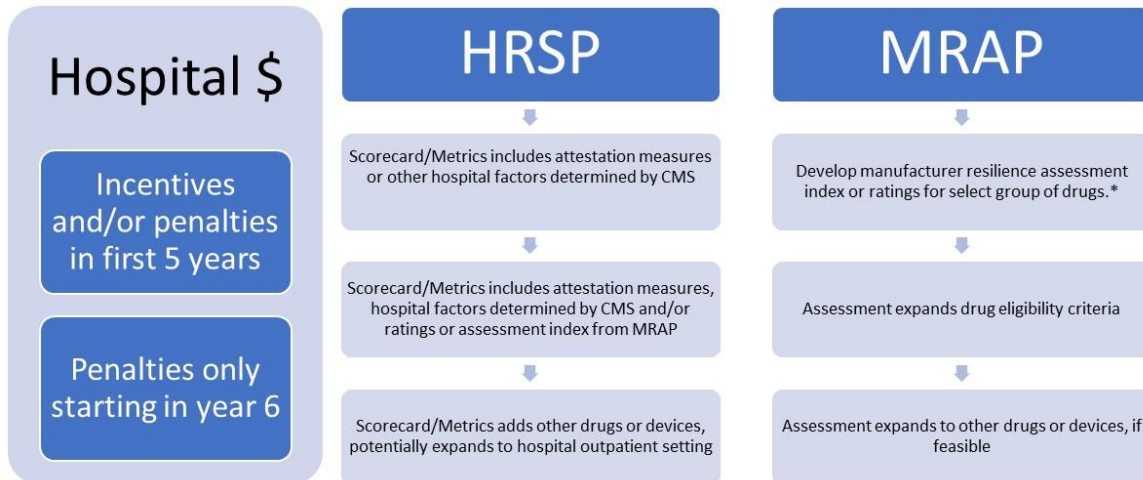 Hospital $
Incentives
and/or penalties
in first 5 years
Penalties only
starting in year 6
HRSP
Scorecard/Metrics includes attestation measures
or other hospital factors determined by CMS
Scorecard/Metrics includes attestation measures,
hospital factors determined by CMS and/or
ratings or assessment index from MRAP
Scorecard/Metrics adds other drugs or devices,
potentially expands to hospital outpatient setting
MRAP
Develop manufacturer resilience assessment
index or ratings for select group of drugs.*
Assessment expands drug eligibility criteria
Assessment expands to other drugs or devices, if
feasible